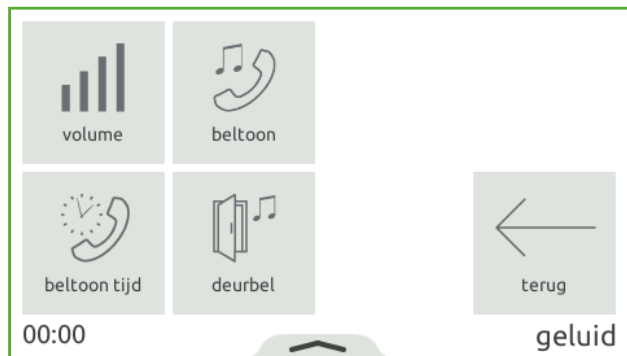 volume
beltoon
beltoon tijd
deurbel
terug
00:00
geluid